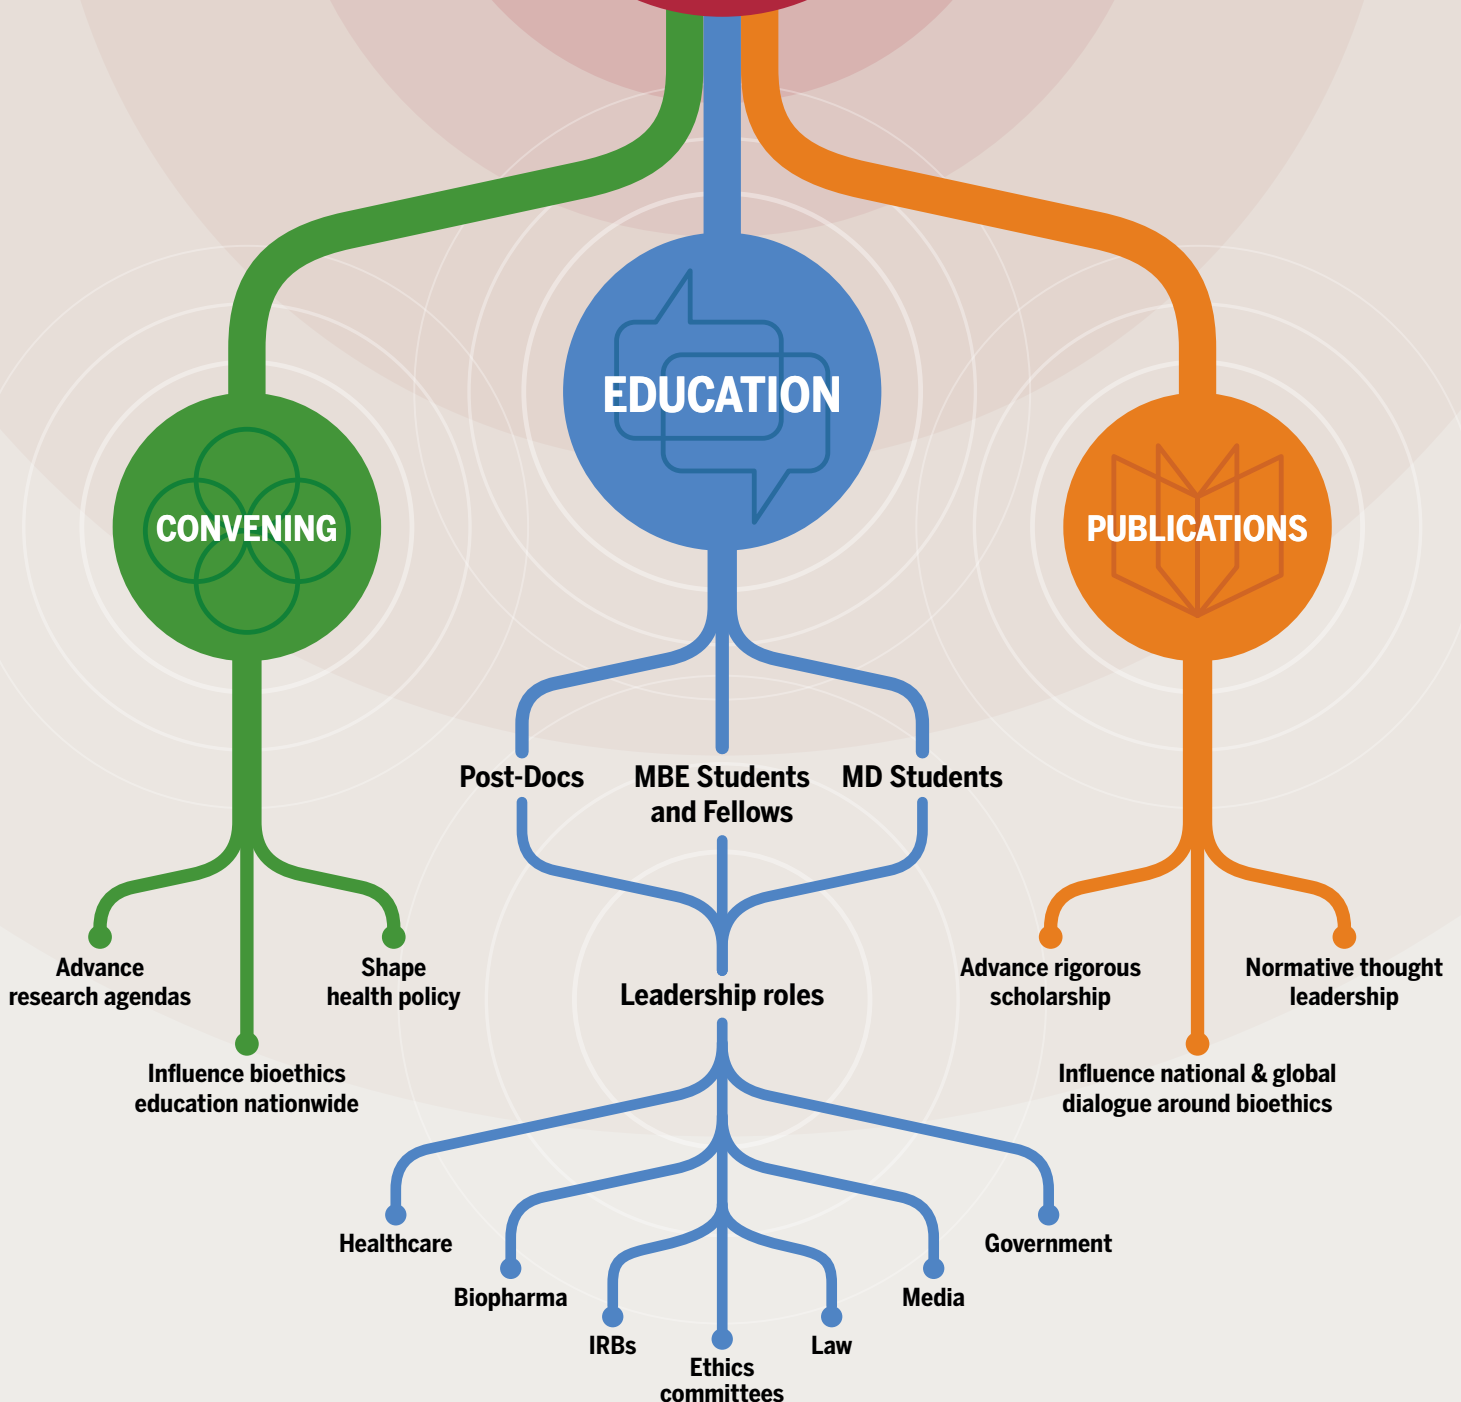 EDUCATION
CONVENING
PUBLICATIONS
Post-Docs
MBE Students
and Fellows
MD Students
Advance
research agendas
Shape
health policy
Influence bioethics
education nationwide
Leadership roles
Advance rigorous
scholarship
Normative thought
leadership
Influence national & global
dialogue around bioethics
Healthcare
Biopharma
IRBs
Ethics
committees
Law
Media
Government